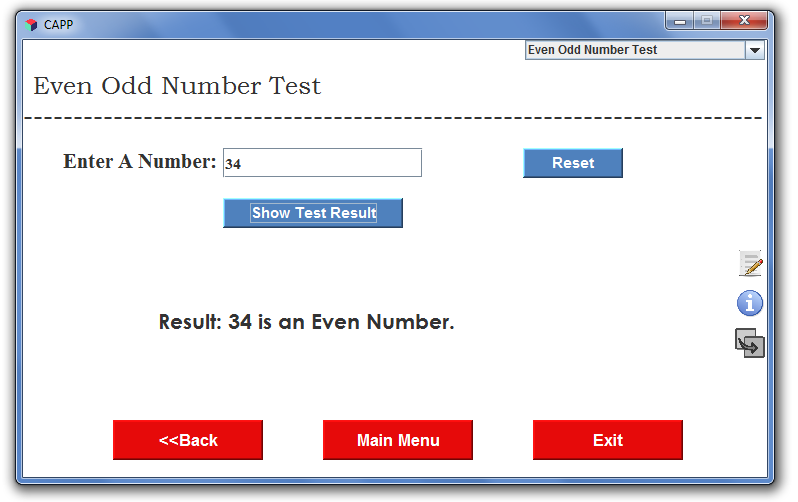 CAPP
Even Odd Number Test
Even Odd Number Test
Enter A Number: 34
Reset
Show Test Result
Result: 34 is an Even Number.
<<Back
Main Menu
Exit